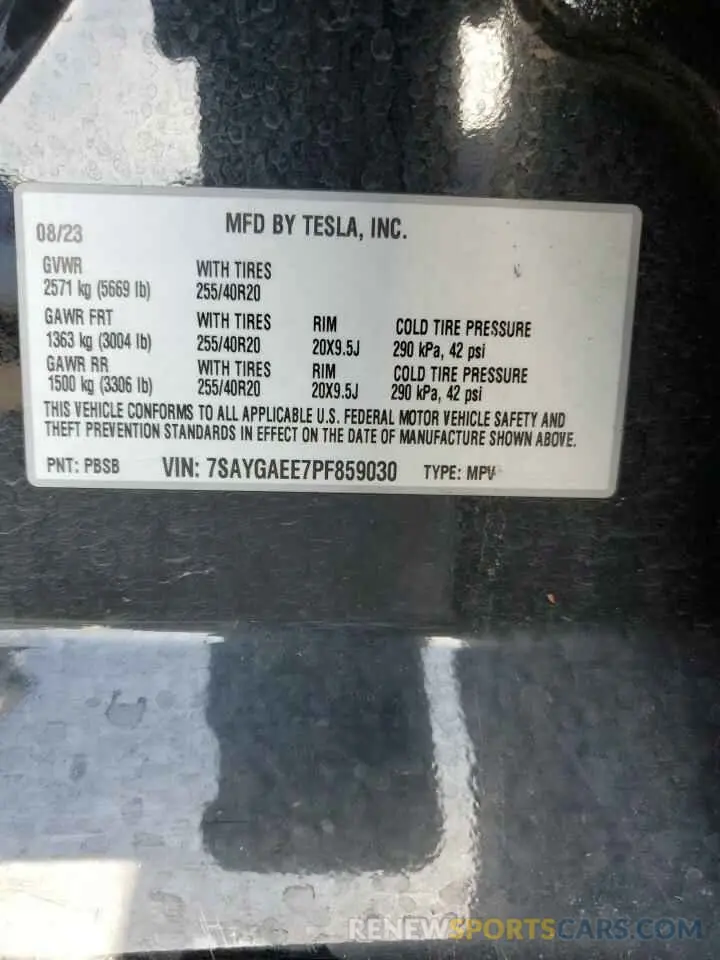 08/23 MFD BY TESLA, INC.
GVWR WITH TIRES
2571 kg (5669 lb) 255/40R20
GAWR FRT WITH TIRES RIM COLD TIRE PRESSURE
1363 kg (3004 lb) 255/40R20 20X9.5J 290 kPa, 42 psi
GAWR RR WITH TIRES RIM COLD TIRE PRESSURE
1500 kg (3306 lb) 255/40R20 20X9.5J 290 kPa, 42 psi
THIS VEHICLE CONFORMS TO ALL APPLICABLE U.S. FEDERAL MOTOR VEHICLE SAFETY AND
THEFT PREVENTION STANDARDS IN EFFECT ON THE DATE OF MANUFACTURE SHOWN ABOVE.
PNT: PBSB VIN: 7SAYGAEE7PF859030 TYPE: MPV
RENEWSPORTSCARS.COM